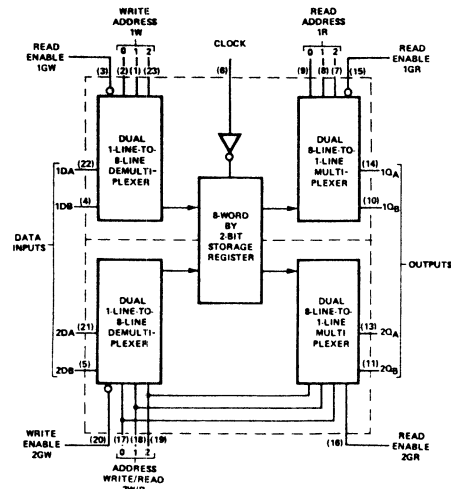 WRITE
ADDRESS
1W
0 1 2
READ
ADDRESS
1R
0 1 2
CLOCK
READ
ENABLE
1GW
READ
ENABLE
1GR
(3)
(2)
(1)
(23)
(6)
(9)
(8)
(7)
(15)
DUAL
1-LINE-TO-
8-LINE
DEMULTI-
PLEXER
DUAL
8-LINE-TO-
1-LINE
MULTI-
PLEXER
1DA
(22)
1DB
(4)
(14)
1QA
(10)
1QB
8-WORD
BY
2-BIT
STORAGE
REGISTER
DATA
INPUTS
OUTPUTS
DUAL
1-LINE-TO-
8-LINE
DEMULTI-
PLEXER
DUAL
8-LINE-TO-
1-LINE
MULTI-
PLEXER
2DA
(21)
2DB
(5)
(13)
2QA
(11)
2QB
WRITE
ENABLE
2GW
(20)
(17)
(18)
(19)
0 1 2
ADDRESS
WRITE/READ
(16)
READ
ENABLE
2GR